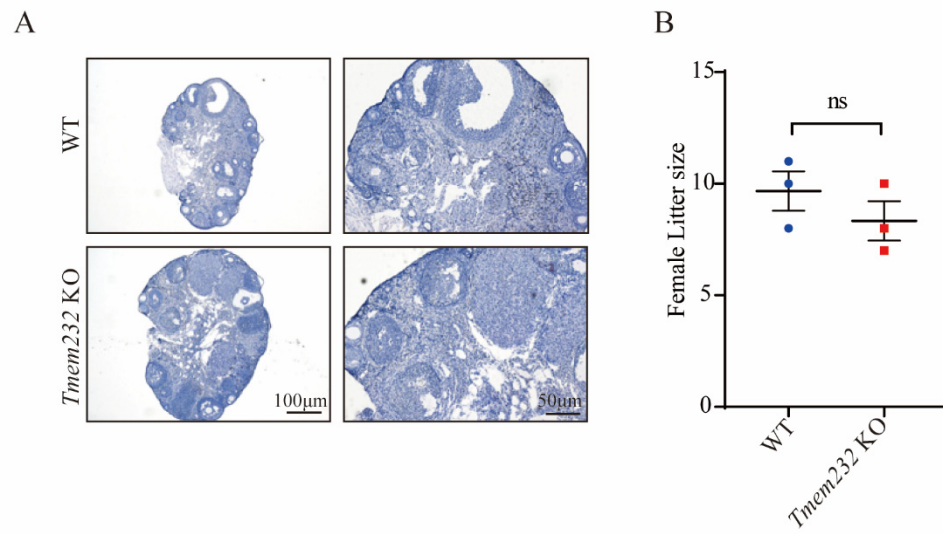 A
WT
Tmem232 KO
100μm
50μm
B
15
10
5
0
Female Litter size
ns
WT
Tmem232 KO